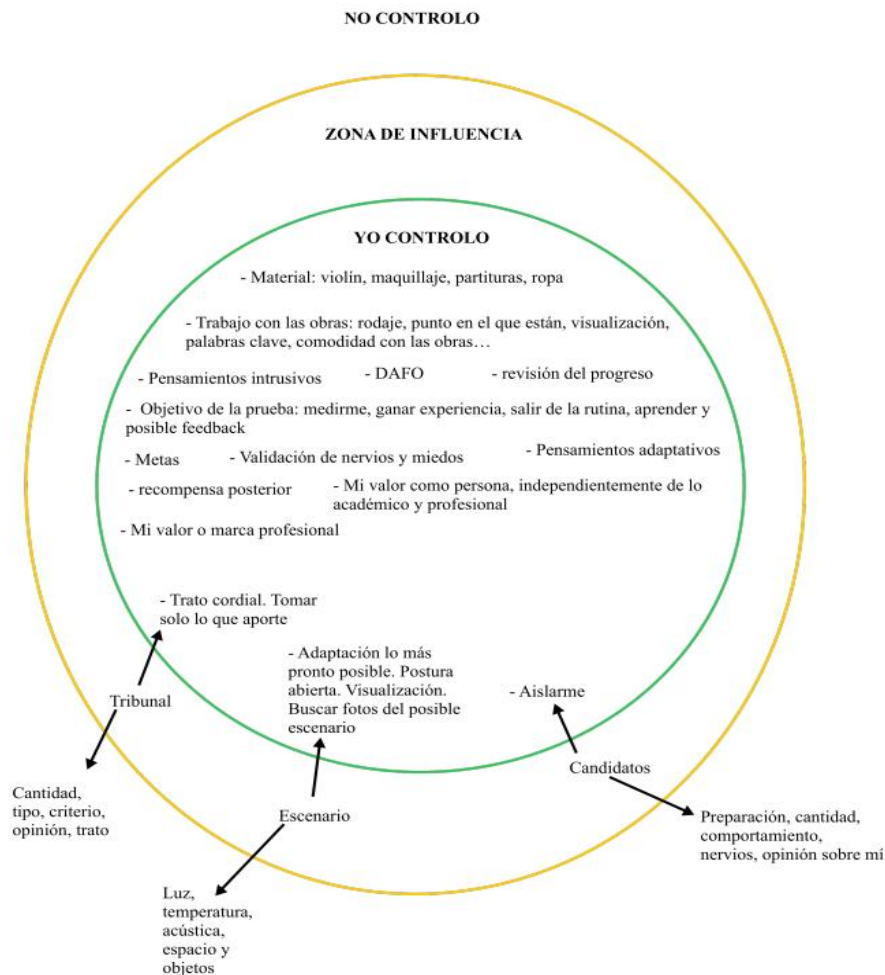 NO CONTROLO
ZONA DE INFLUENCIA
YO CONTROLO
- Material: violín, maquillaje, partituras, ropa
- Trabajo con las obras: rodaje, punto en el que están, visualización,
palabras clave, comodidad con las obras…
- Pensamientos intrusivos
- DAFO
- revisión del progreso
- Objetivo de la prueba: medirme, ganar experiencia, salir de la rutina, aprender y
posible feedback
- Metas
- Validación de nervios y miedos
- Pensamientos adaptativos
- recompensa posterior
- Mi valor como persona, independientemente de lo
académico y profesional
- Mi valor o marca profesional
- Trato cordial. Tomar
solo lo que aporte
- Adaptación lo más
pronto posible. Postura
abierta. Visualización.
Buscar fotos del posible
escenario
- Aislarme
Tribunal
Candidatos
Cantidad,
tipo, criterio,
opinión, trato
Escenario
Preparación, cantidad,
comportamiento,
nervios, opinión sobre mí
Luz,
temperatura,
acústica,
espacio y
objetos